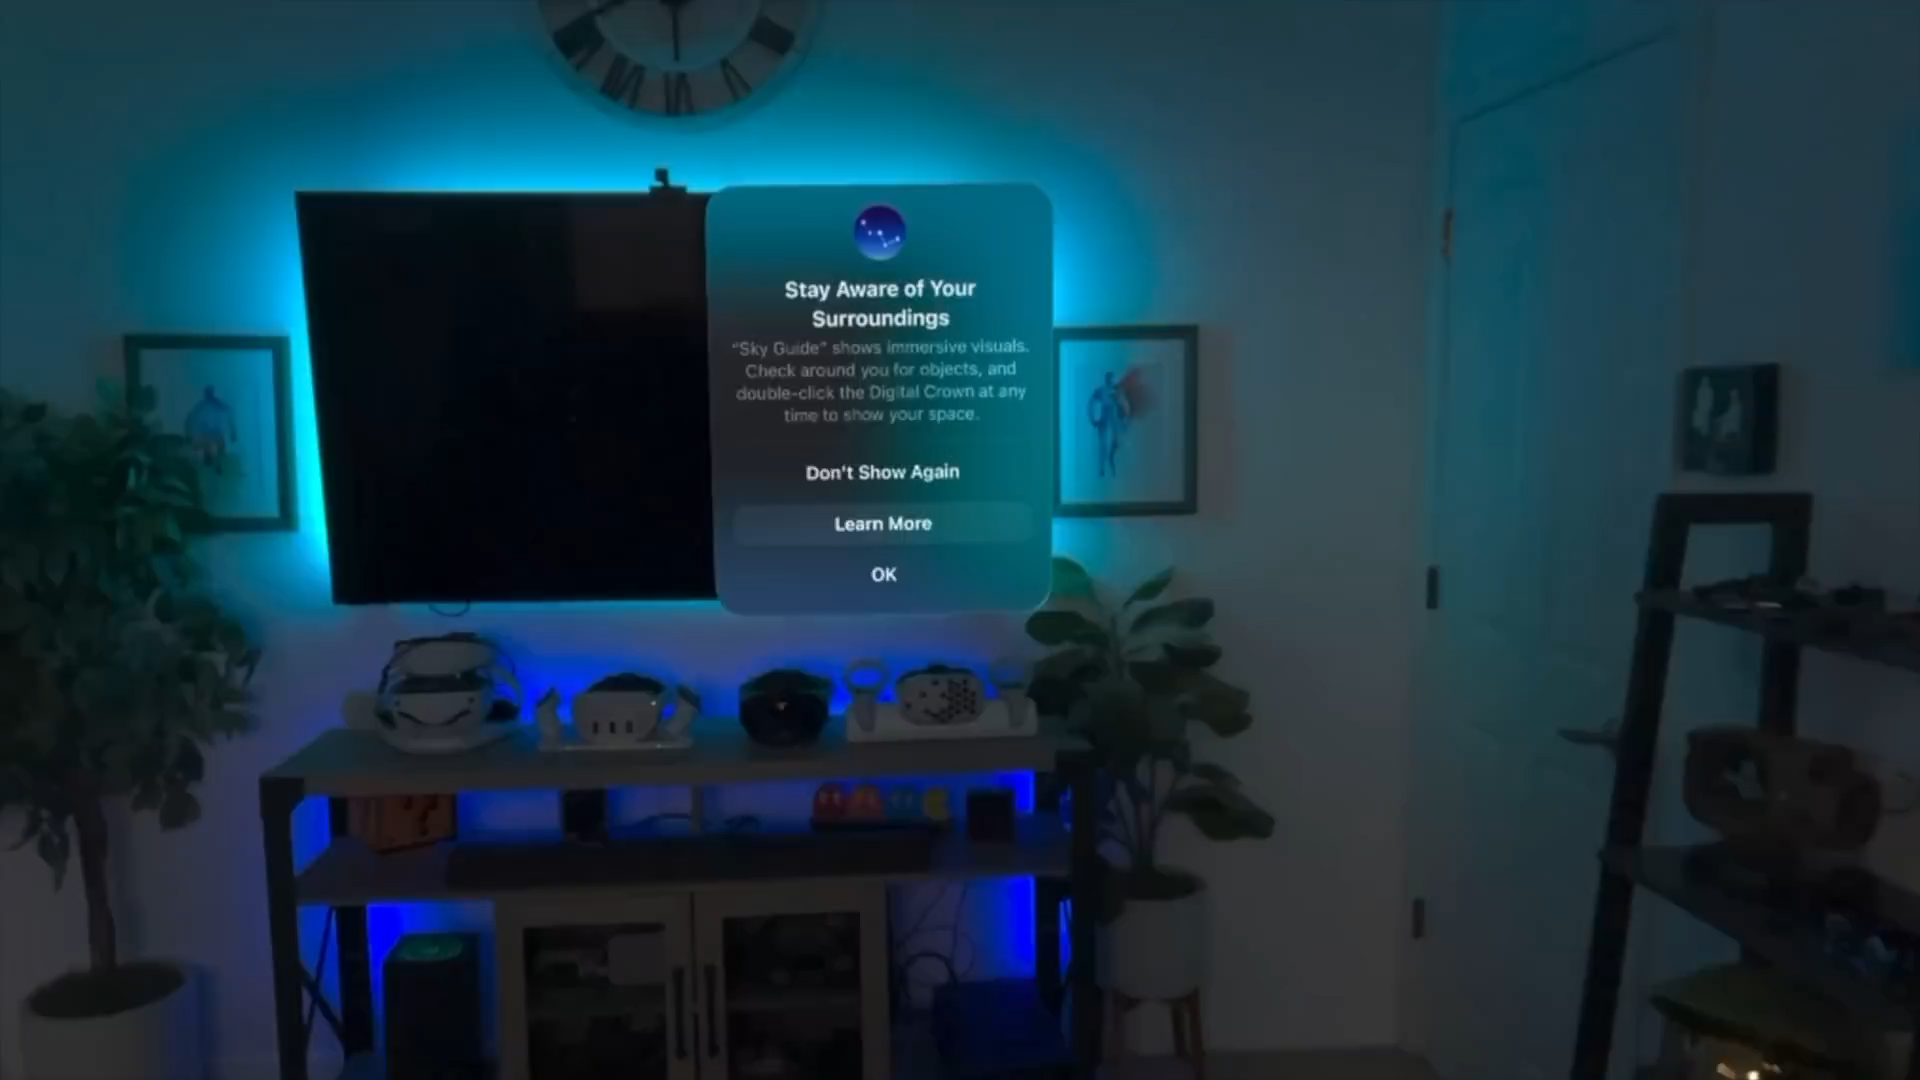 Stay Aware of Your
Surroundings
“Sky Guide” shows immersive visuals.
Check around you for objects, and
double-click the Digital Crown at any
time to show your space.
Don't Show Again
Learn More
OK